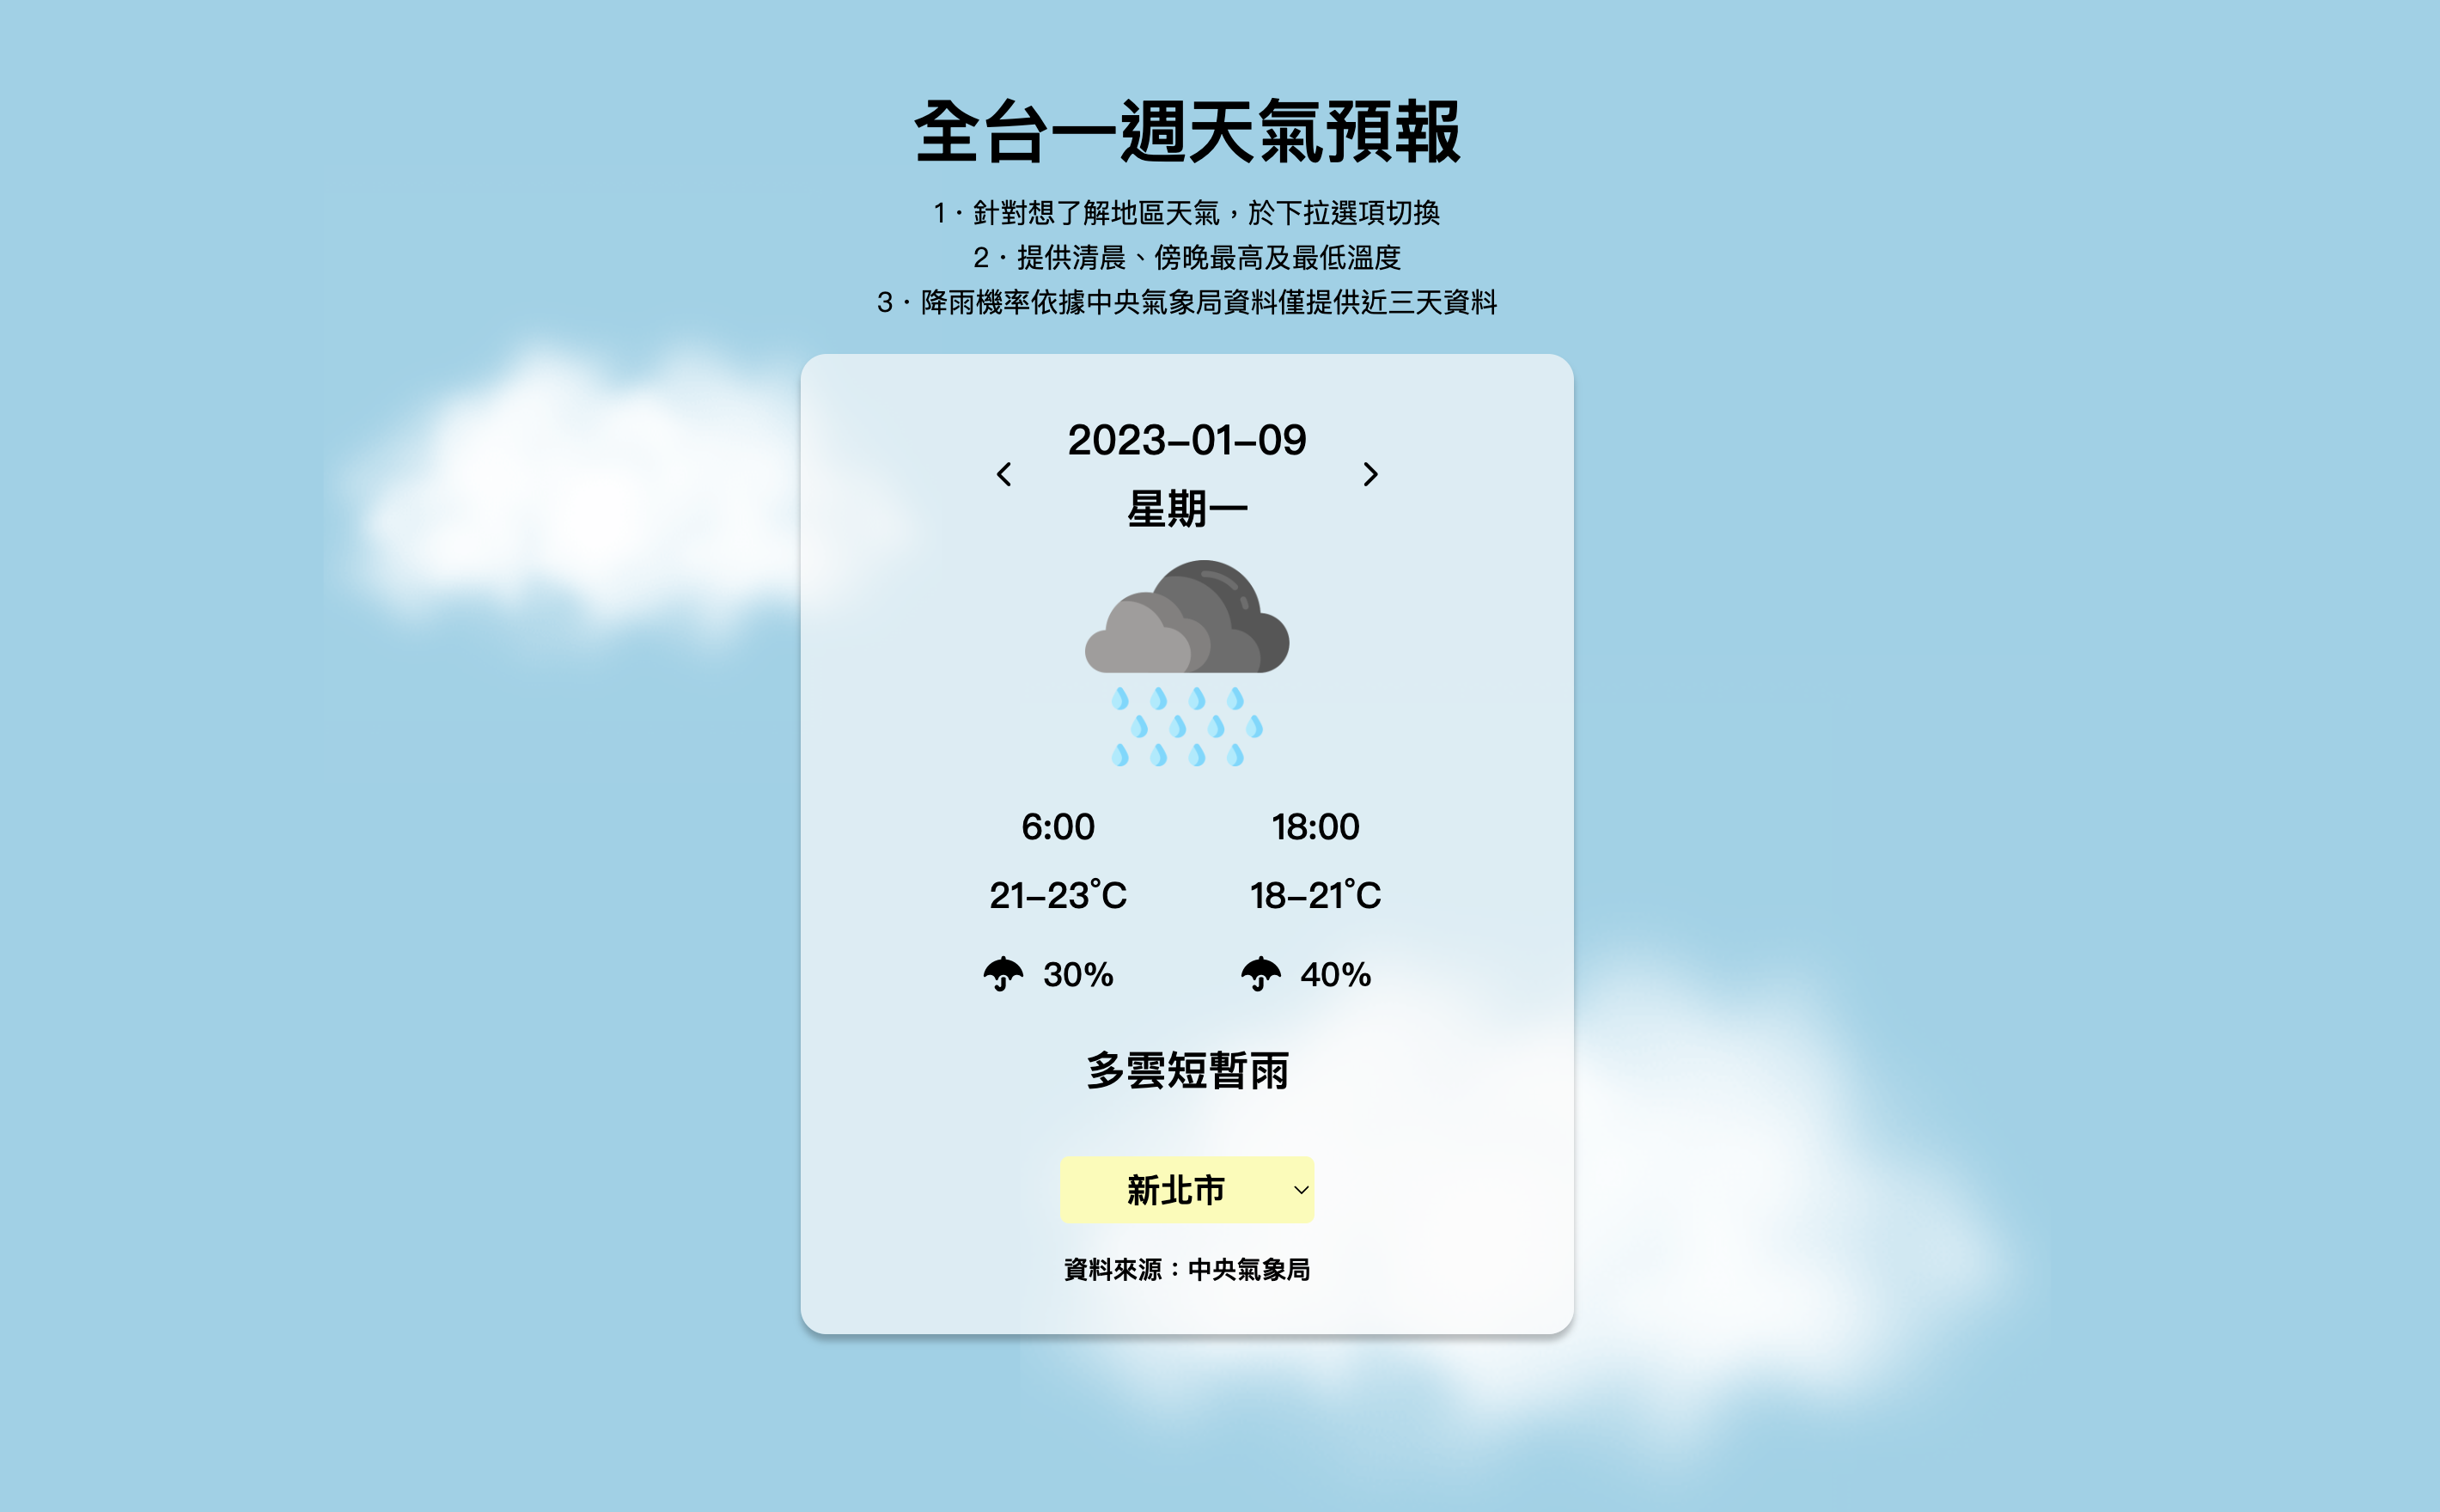 全台一週天氣預報
1．針對想了解地區天氣，於下拉選項切換
2．提供清晨、傍晚最高及最低溫度
3．降雨機率依據中央氣象局資料僅提供近三天資料
2023–01–09
星期一
6:00 18:00
21–23°C 18–21°C
30% 40%
多雲短暫雨
新北市
資料來源：中央氣象局